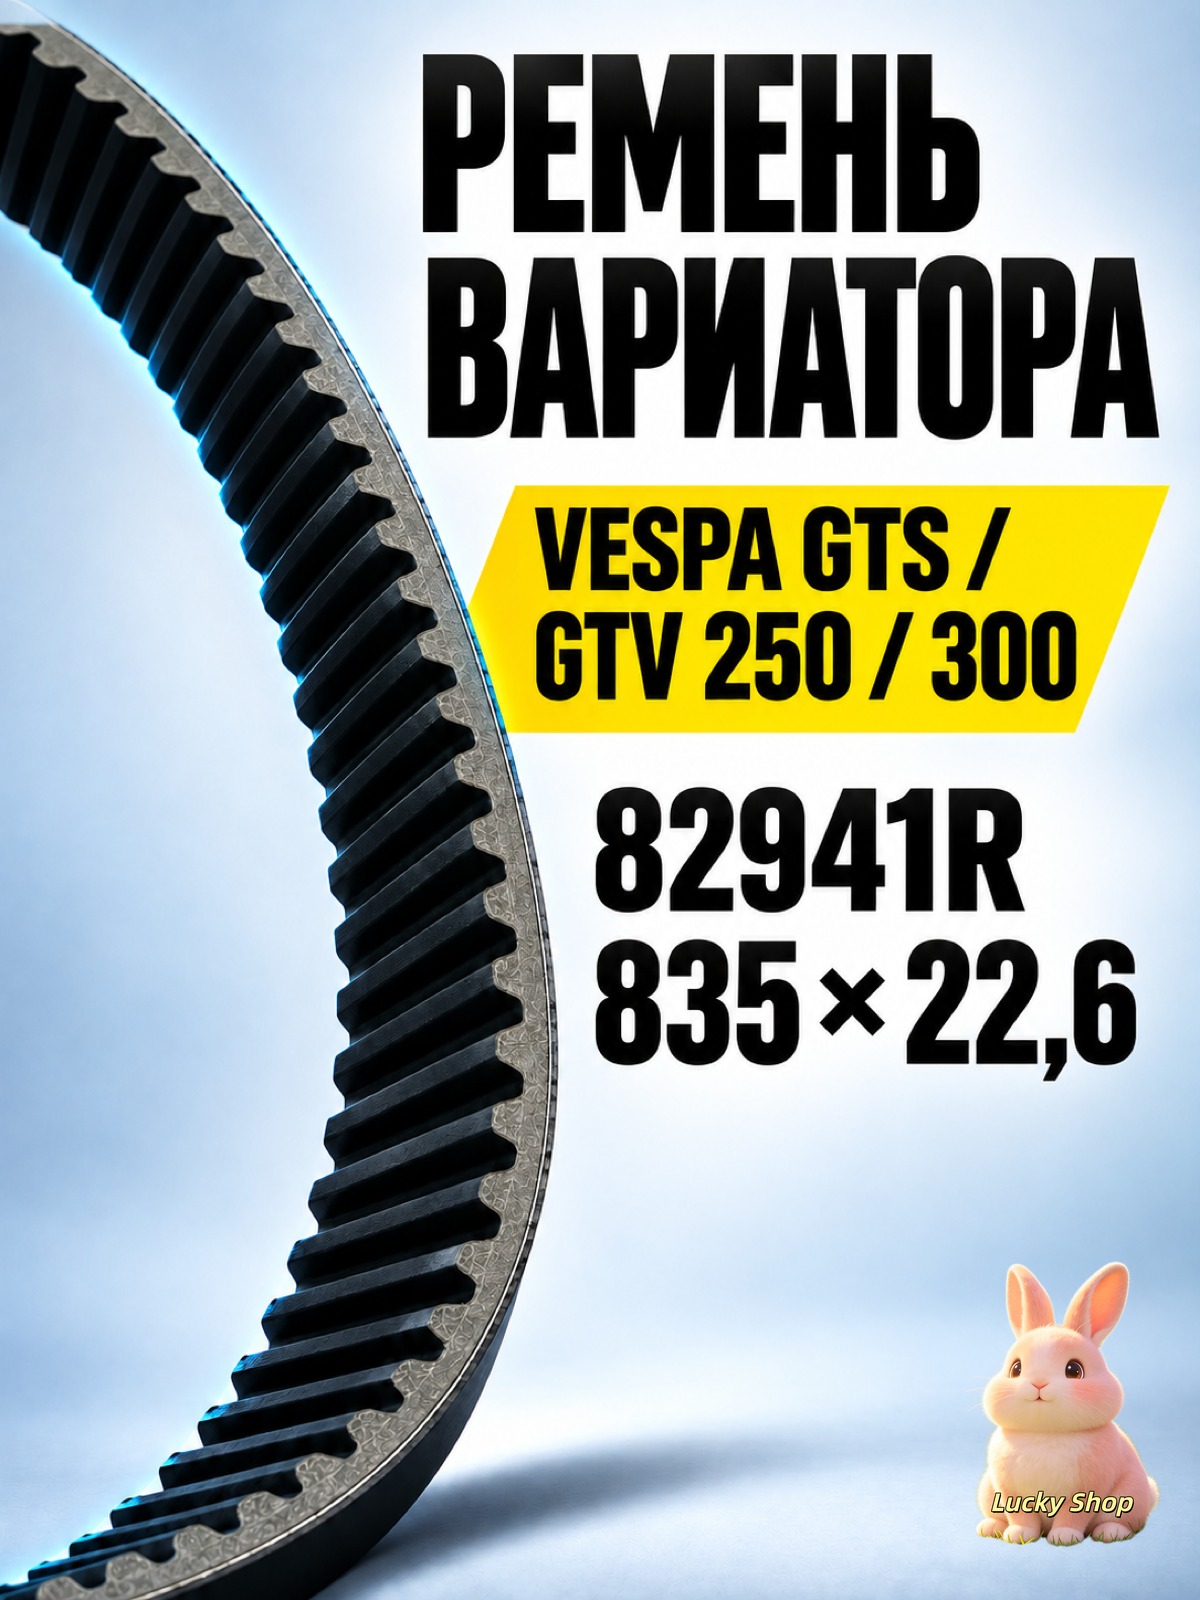 РЕМЕНЬ
ВАРИАТОРА
VESPA GTS /
GTV 250 / 300
82941R
835×22,6
Lucky Shop